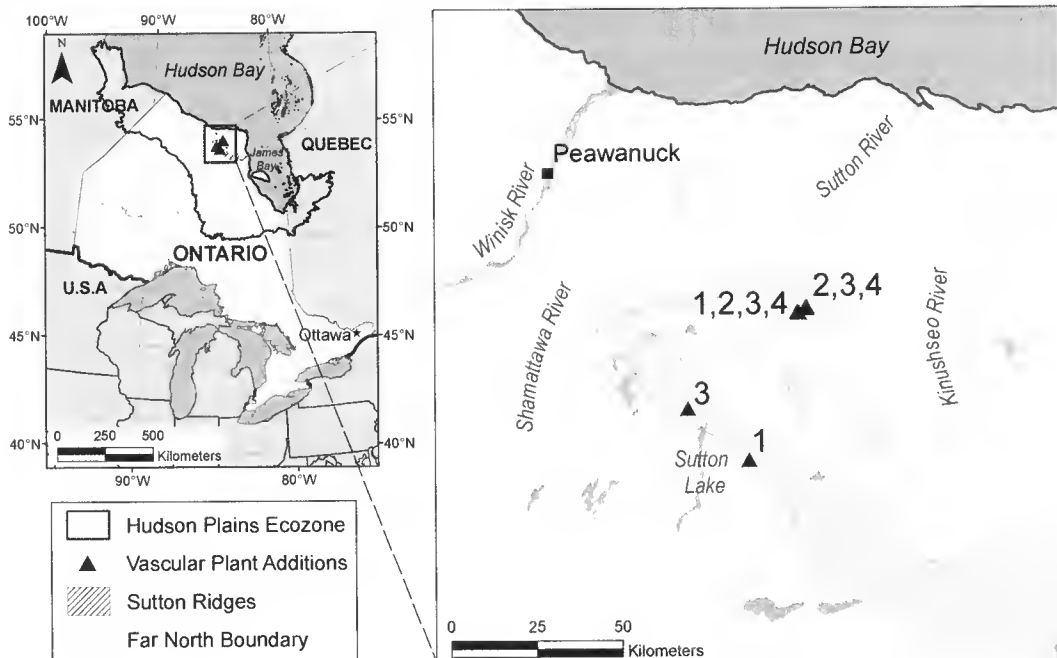 100°W
90°W
80°W
N
Hudson Bay
MANITOBA
55°N
55°N
QUEBEC
James
Bay
50°N
50°N
ONTARIO
U.S.A
Ottawa
45°N
45°N
0 250 500
Kilometers
40°N
40°N
90°W
80°W
Hudson Plains Ecozone
Vascular Plant Additions
Sutton Ridges
Far North Boundary
Hudson Bay
Peawanuck
Winisk River
Sutton River
Shamattawa River
Kinushseo River
1,2,3,4
2,3,4
3
1
Sutton
Lake
0 25 50
Kilometers